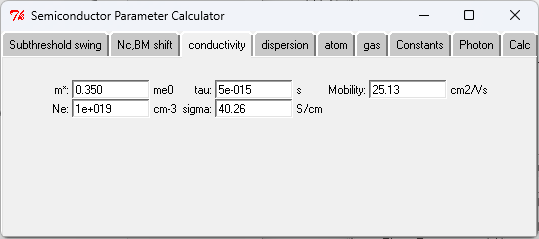 Semiconductor Parameter Calculator
Subthreshold swing Nc,BM shift conductivity dispersion atom gas Constants Photon Calc
m*: 0.350 me0 tau: 5e-015 s Mobility: 25.13 cm2/Vs
Ne: 1e+019 cm-3 sigma: 40.26 S/cm